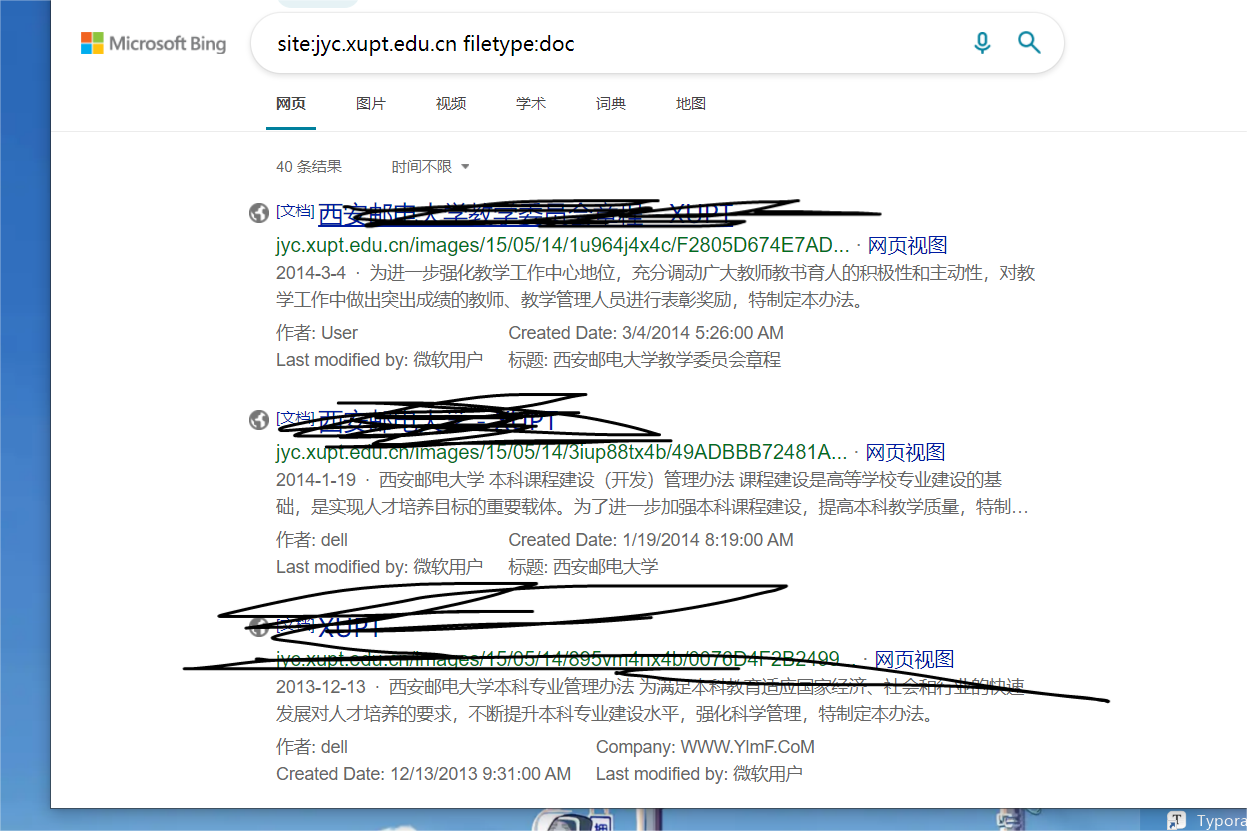 Microsoft Bing
site:jyc.xupt.edu.cn filetype:doc
网页 图片 视频 学术 词典 地图
40 条结果 时间不限
[文档] 西安邮电大学教学委员会章程 - XUPT
jyc.xupt.edu.cn/images/15/05/14/1u964j4x4c/F2805D674E7AD... · 网页视图
2014-3-4 · 为进一步强化教学工作中心地位，充分调动广大教师教书育人的积极性和主动性，对教
学工作中做出突出成绩的教师、教学管理人员进行表彰奖励，特制定本办法。
作者: User Created Date: 3/4/2014 5:26:00 AM
Last modified by: 微软用户 标题: 西安邮电大学教学委员会章程
[文档] 西安邮电大学 - XUPT
jyc.xupt.edu.cn/images/15/05/14/3iup88tx4b/49ADBBB72481A... · 网页视图
2014-1-19 · 西安邮电大学 本科课程建设（开发）管理办法 课程建设是高等学校专业建设的基
础，是实现人才培养目标的重要载体。为了进一步加强本科课程建设，提高本科教学质量，特制…
作者: dell Created Date: 1/19/2014 8:19:00 AM
Last modified by: 微软用户 标题: 西安邮电大学
[文档] XUPT
jyc.xupt.edu.cn/images/15/05/14/895vm4nx4b/0076D4F2B2499... · 网页视图
2013-12-13 · 西安邮电大学本科专业管理办法 为满足本科教育适应国家经济、社会和行业的快速
发展对人才培养的要求，不断提升本科专业建设水平，强化科学管理，特制定本办法。
作者: dell Company: WWW.YlmF.CoM
Created Date: 12/13/2013 9:31:00 AM Last modified by: 微软用户
Typora